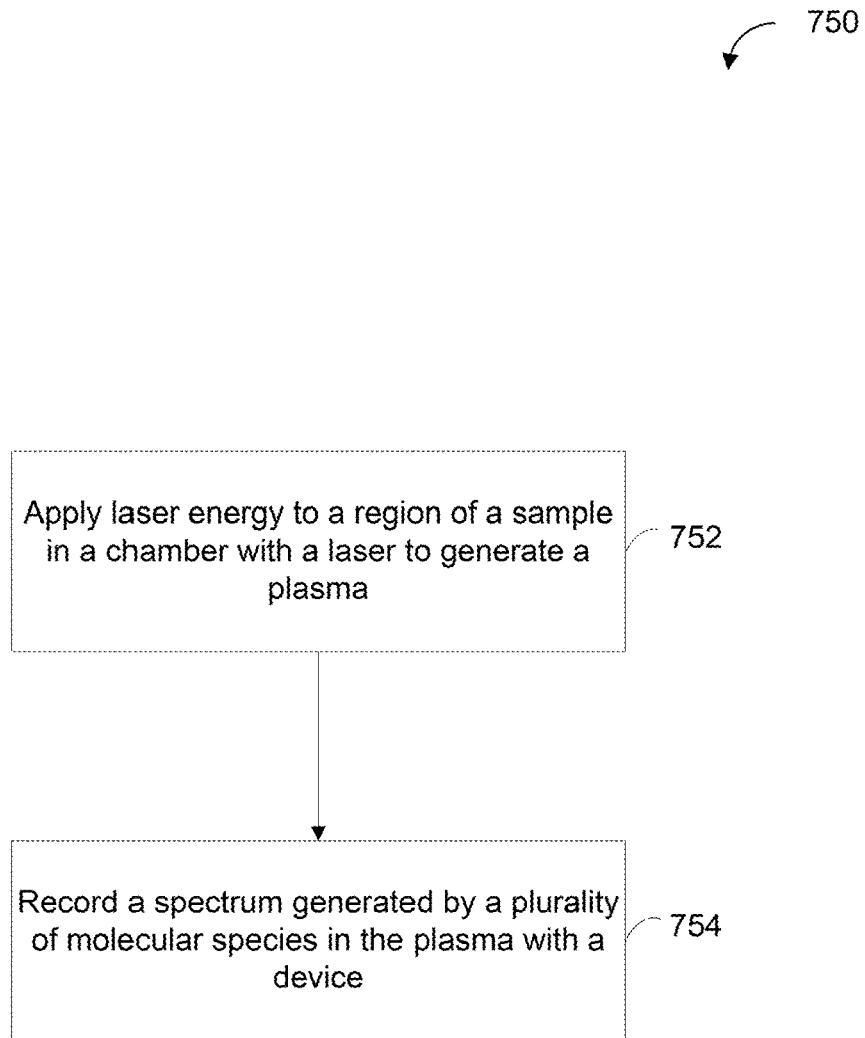 750
Apply laser energy to a region of a sample
in a chamber with a laser to generate a
plasma
752
Record a spectrum generated by a plurality
of molecular species in the plasma with a
device
754